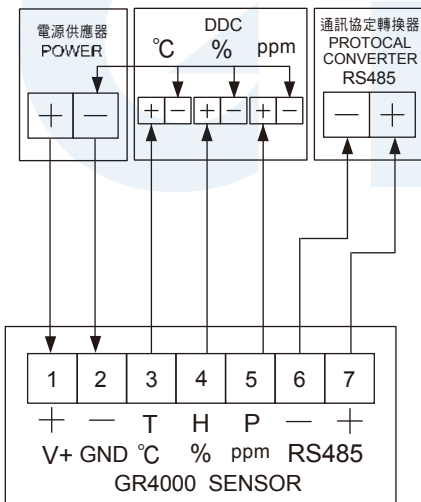 電源供應器
POWER
+ −
DDC
℃ % ppm
+ − + − + −
通訊協定轉換器
PROTOCAL
CONVERTER
RS485
− +
1 2 3 4 5 6 7
+ − T H P − +
V+ GND ℃ % ppm RS485
GR4000 SENSOR